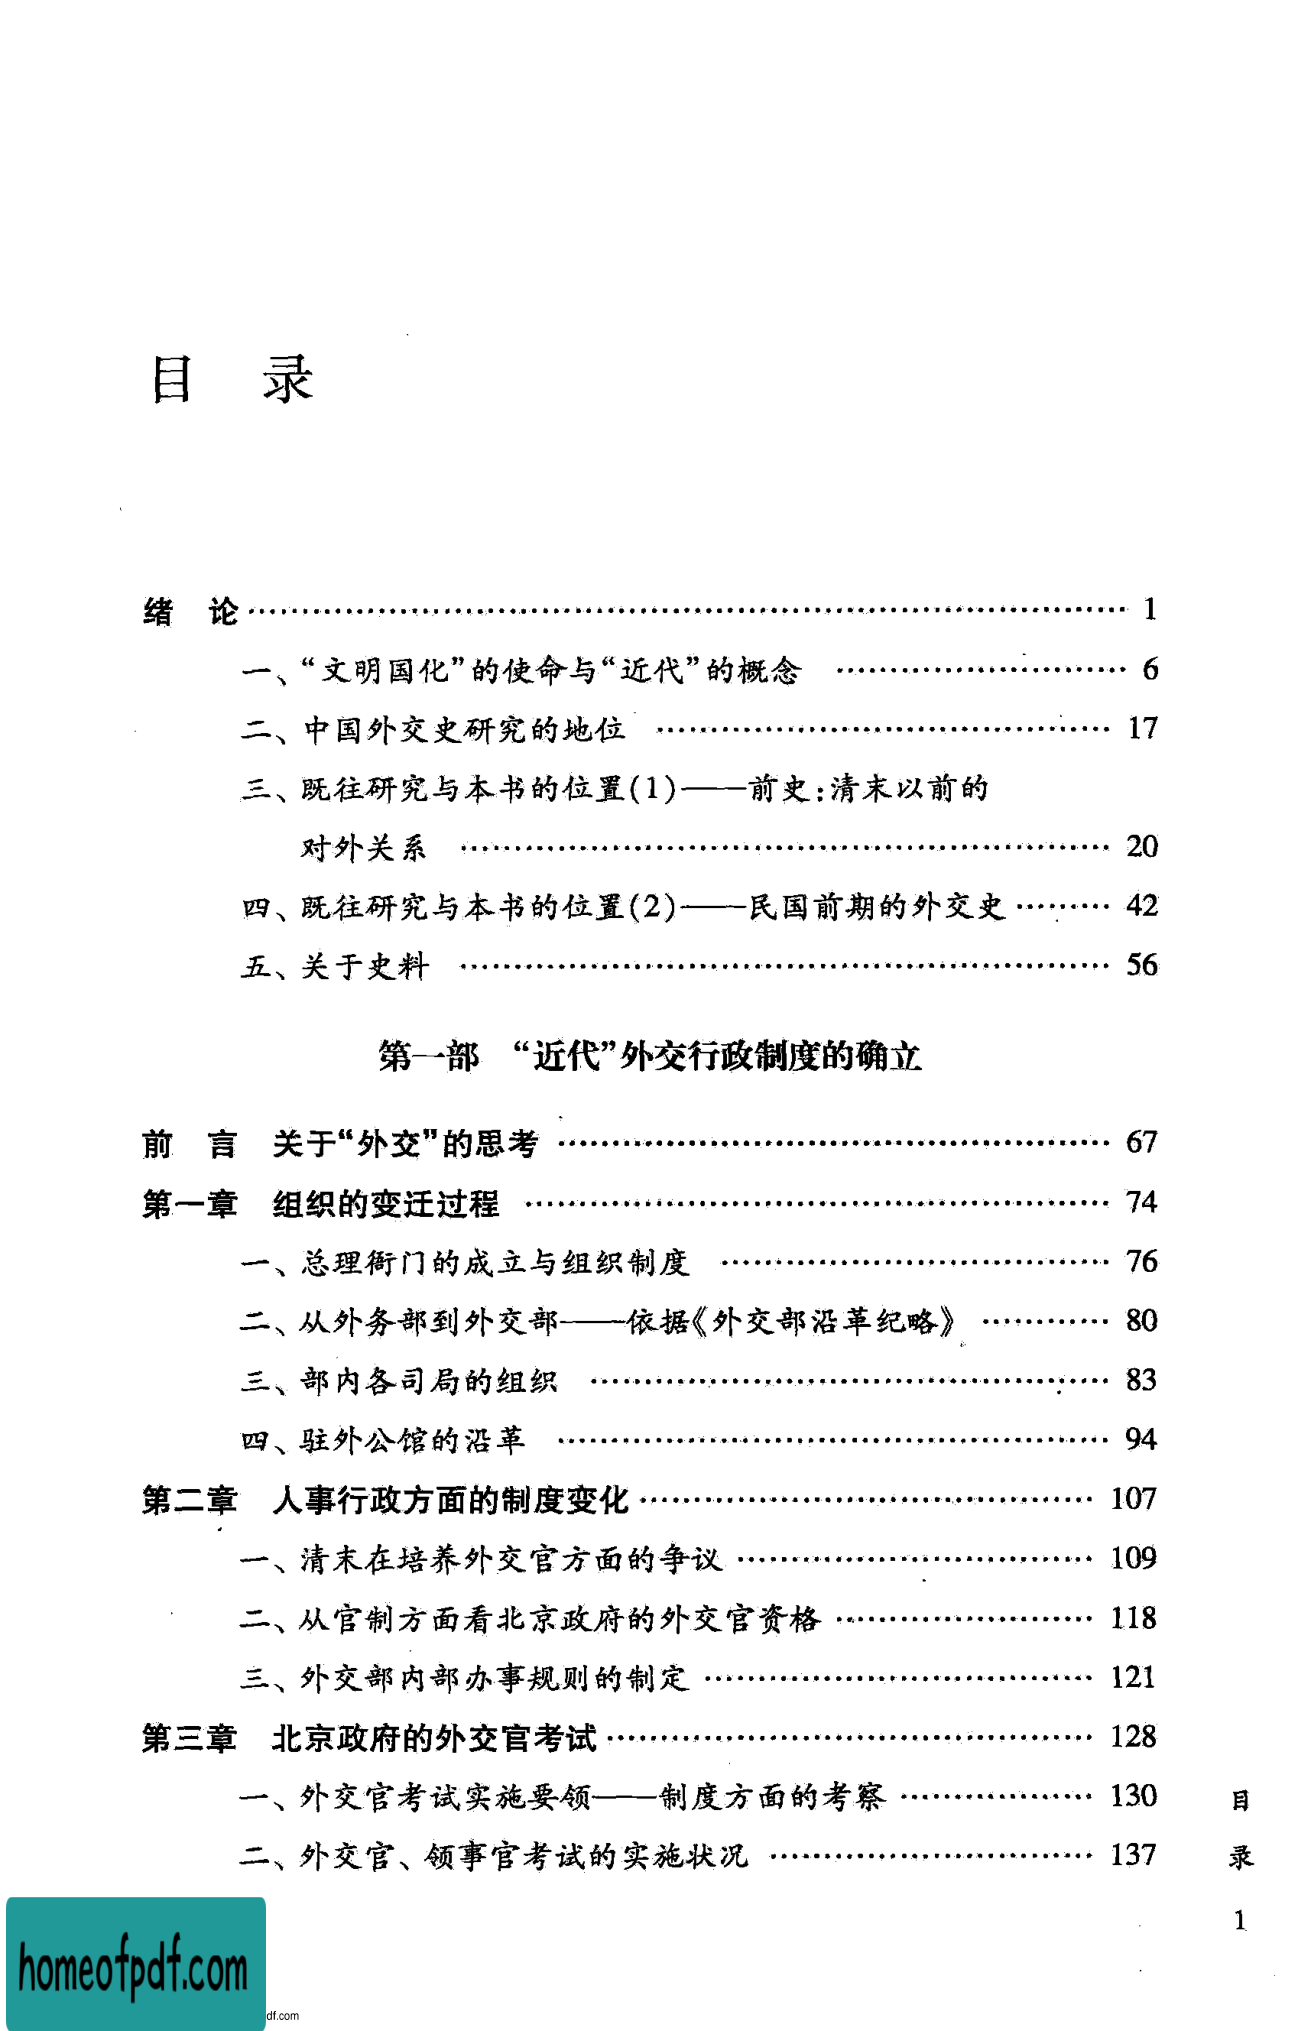 目 录
绪 论………………………………………………………… 1
一、“文明国化”的使命与“近代”的概念 ………………………… 6
二、中国外交史研究的地位 ……………………………………… 17
三、既往研究与本书的位置(1)——前史:清末以前的
对外关系 …………………………………………………… 20
四、既往研究与本书的位置(2)——民国前期的外交史 ……… 42
五、关于史料 ………………………………………………… 56
第一部 “近代”外交行政制度的确立
前 言 关于“外交”的思考 ………………………………………… 67
第一章 组织的变迁过程 …………………………………………… 74
一、总理衙门的成立与组织制度 ……………………………… 76
二、从外务部到外交部——依据《外交部沿革纪略》 ………… 80
三、部内各司局的组织 ………………………………………… 83
四、驻外公馆的沿革 …………………………………………… 94
第二章 人事行政方面的制度变化 ………………………………… 107
一、清末在培养外交官方面的争议 …………………………… 109
二、从官制方面看北京政府的外交官资格 …………………… 118
三、外交部内部办事规则的制定 ……………………………… 121
第三章 北京政府的外交官考试 …………………………………… 128
一、外交官考试实施要领——制度方面的考察 ……………… 130
二、外交官、领事官考试的实施状况 ………………………… 137
目
录
1
homeofpdf.com
df.com